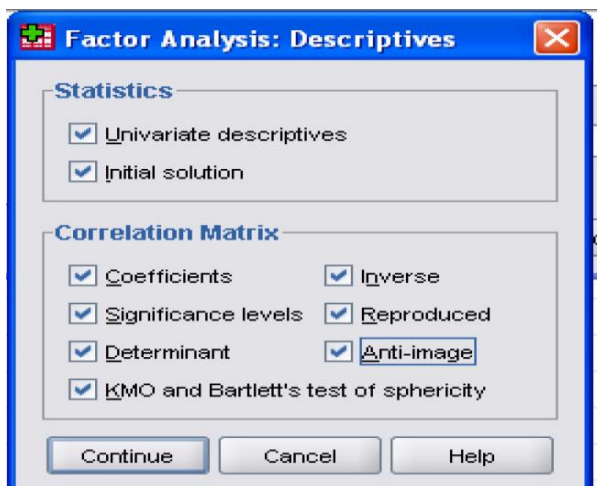 Factor Analysis: Descriptives
Statistics
Univariate descriptives
Initial solution
Correlation Matrix
Coefficients
Inverse
Significance levels
Reproduced
Determinant
Anti-image
KMO and Bartlett's test of sphericity
Continue
Cancel
Help